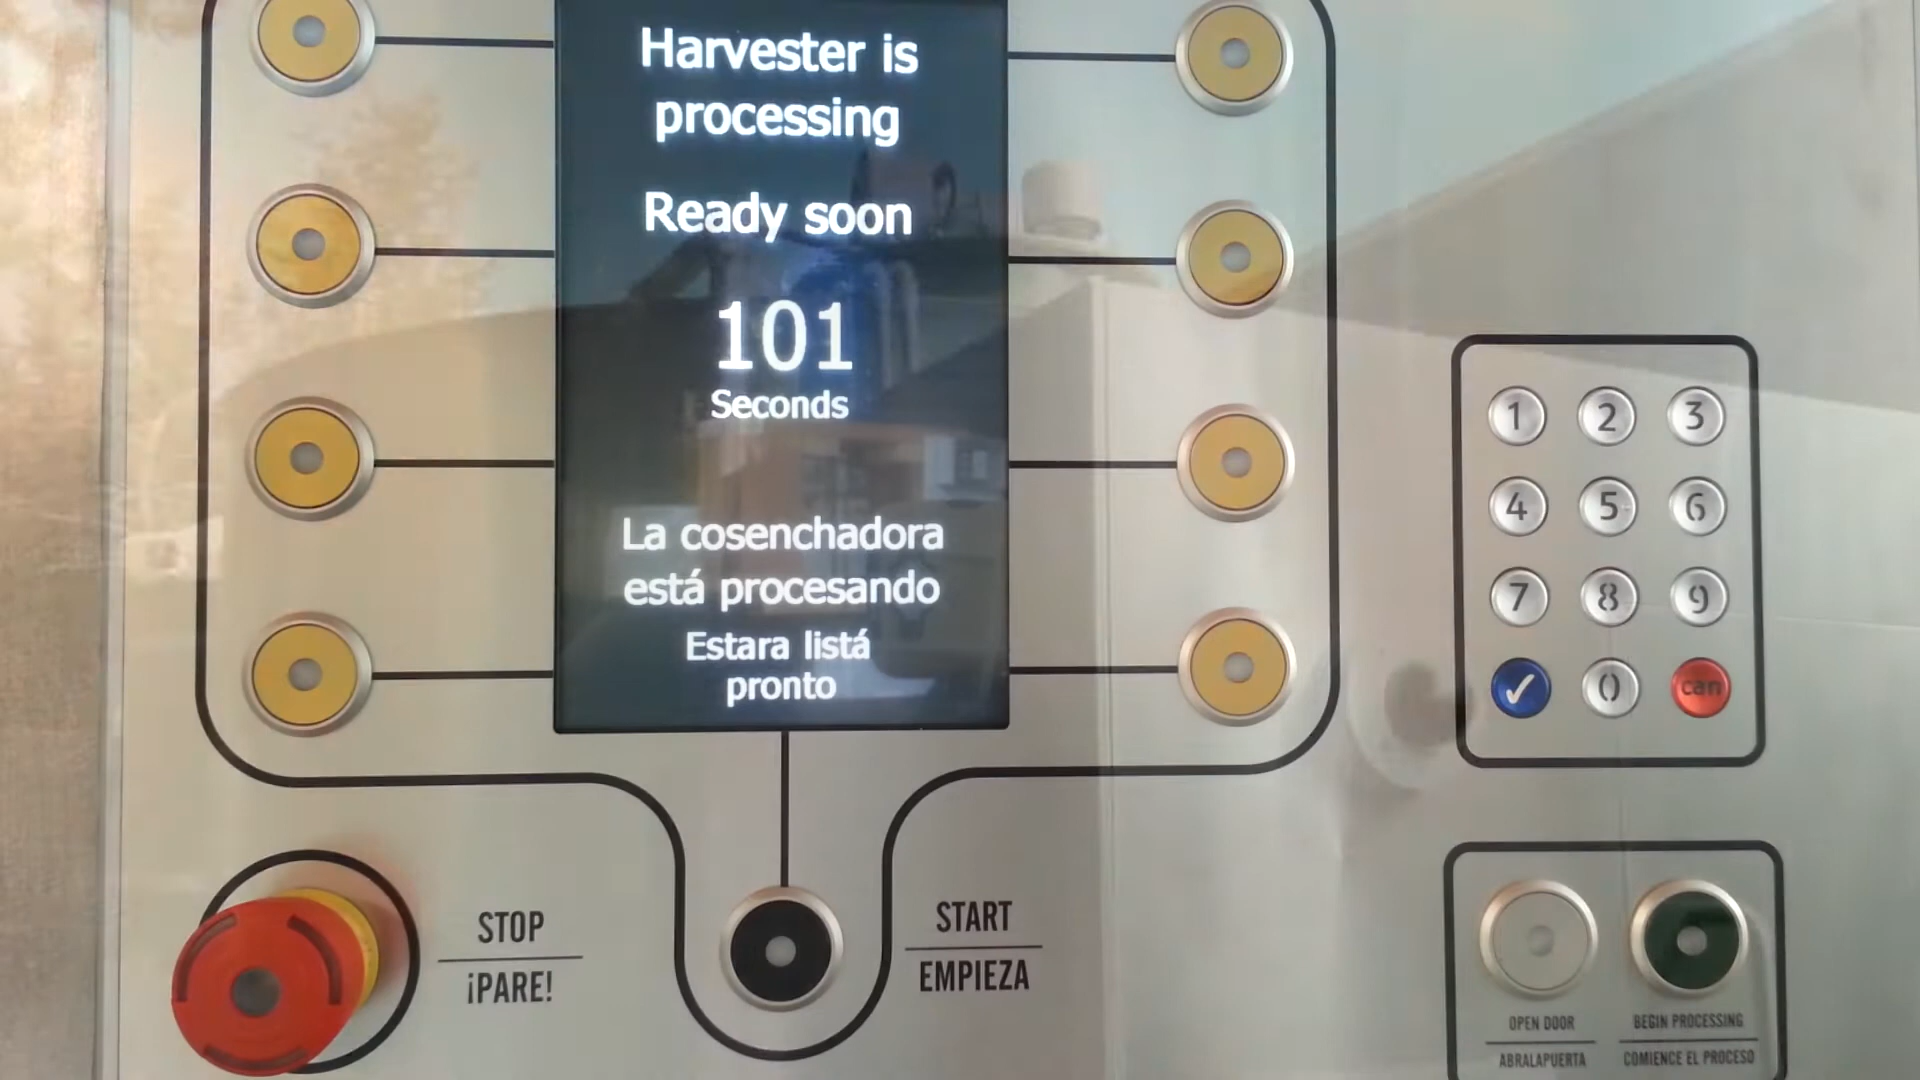 Harvester is
processing
Ready soon
101
Seconds
La cosenchadora
está procesando
Estara listá
pronto
1 2 3
4 5 6
7 8 9
✓ 0 can
STOP
¡PARE!
START
EMPIEZA
OPEN DOOR
ABRALAPUERTA
BEGIN PROCESSING
COMIENCE EL PROCESO